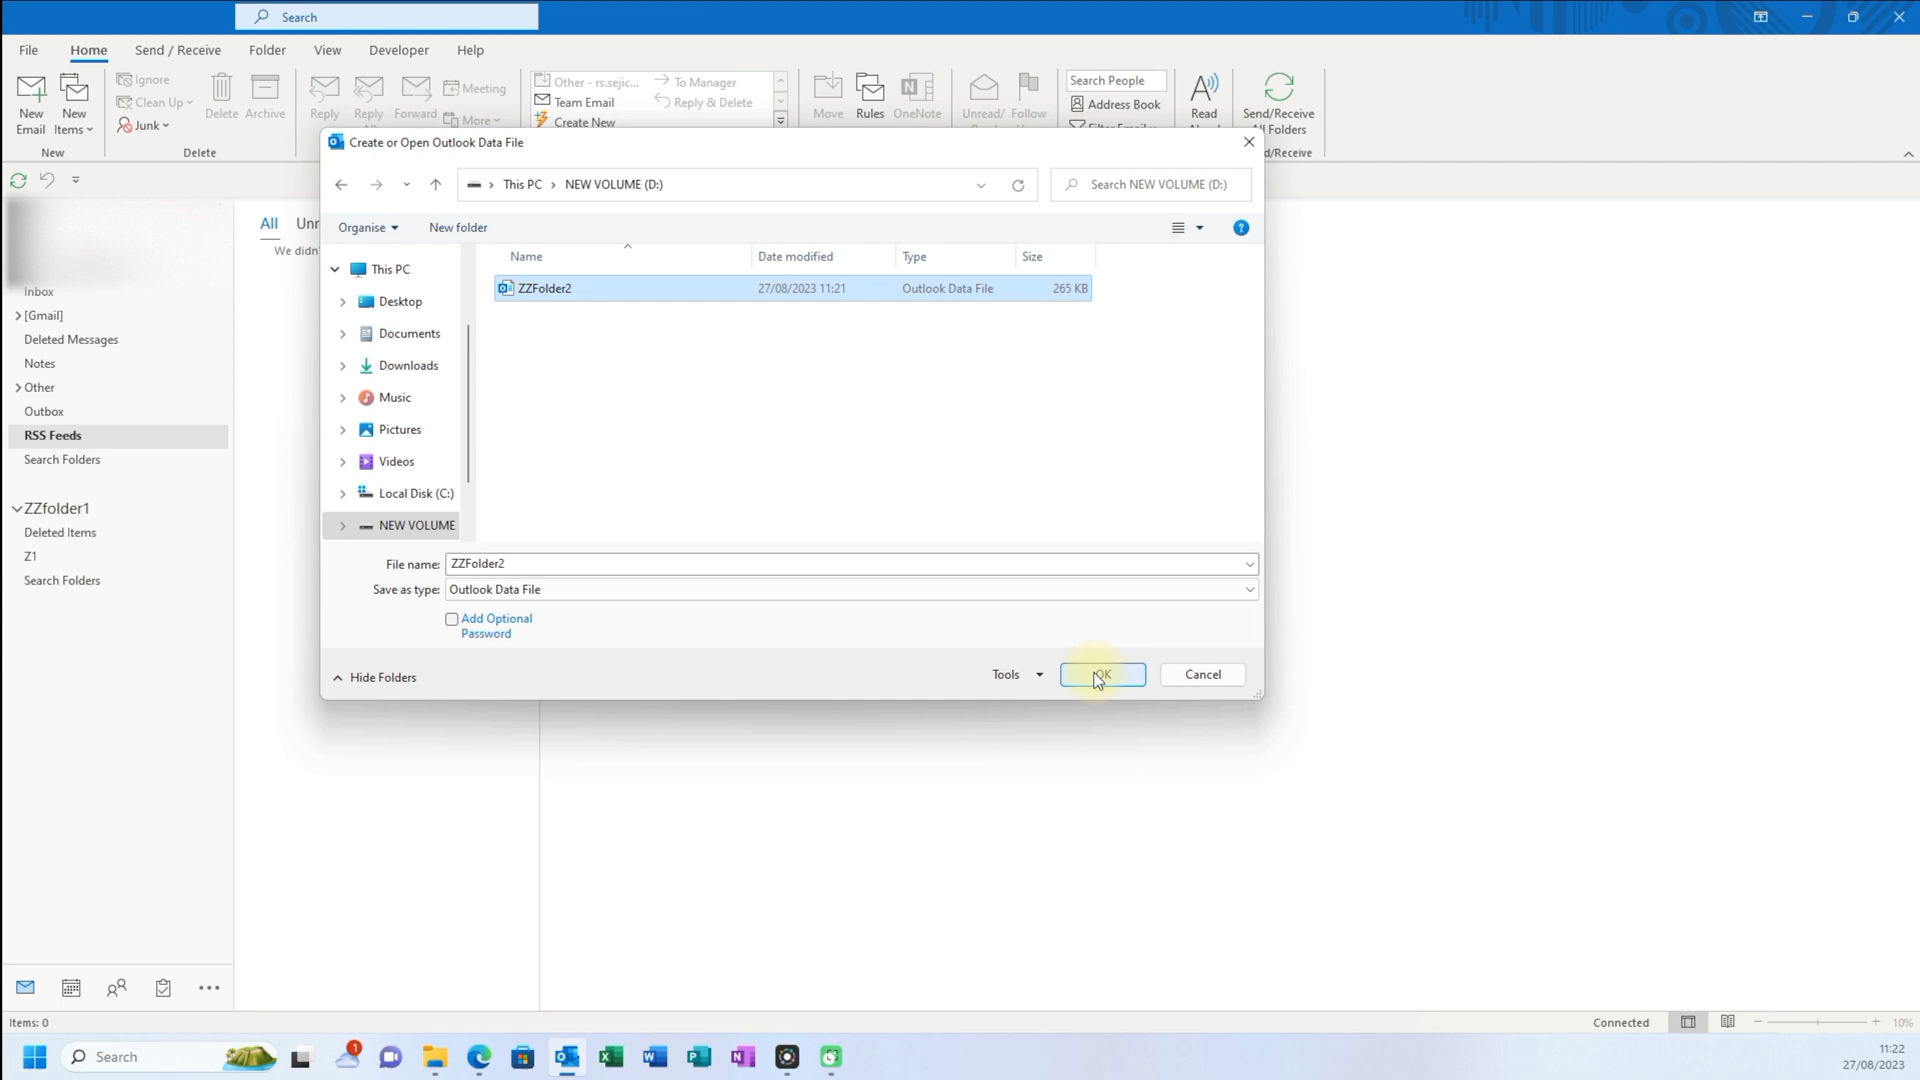 Search
File Home Send / Receive Folder View Developer Help
New Email
New Items
Ignore
Clean Up
Junk
Delete
Archive
Reply
Reply
Forward
Meeting
More
Other - rs.sejic...
Team Email
Create New
To Manager
Reply & Delete
Move
Rules
OneNote
Unread/
Follow
Search People
Address Book
Read
Send/Receive
All Folders
New
Delete
d/Receive
Create or Open Outlook Data File
This PC › NEW VOLUME (D:)
Search NEW VOLUME (D:)
Organise
New folder
Name Date modified Type Size
ZZFolder2 27/08/2023 11:21 Outlook Data File 265 KB
This PC
Desktop
Documents
Downloads
Music
Pictures
Videos
Local Disk (C:)
NEW VOLUME
File name: ZZFolder2
Save as type: Outlook Data File
Add Optional
Password
Hide Folders
Tools
OK
Cancel
All Unr
We didn'
Inbox
[Gmail]
Deleted Messages
Notes
Other
Outbox
RSS Feeds
Search Folders
ZZfolder1
Deleted Items
Z1
Search Folders
Items: 0
Connected
10%
Search
1
11:22
27/08/2023